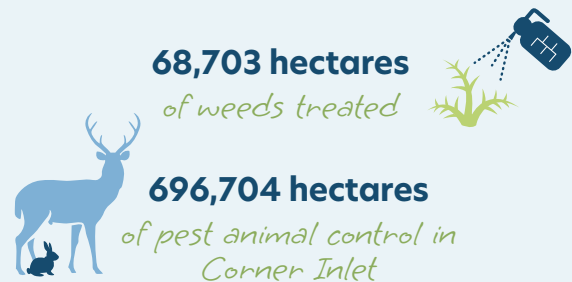 68,703 hectares
of weeds treated
696,704 hectares
of pest animal control in
Corner Inlet